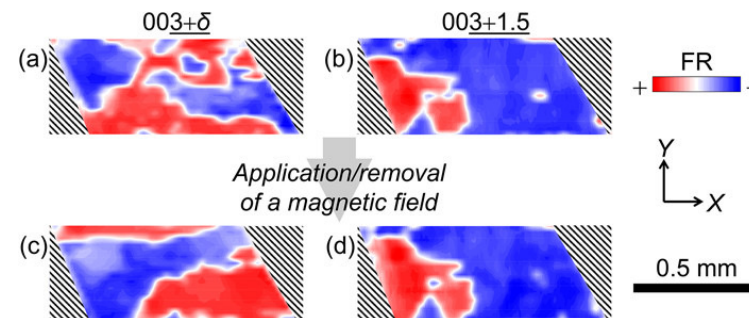 003+δ
003+1.5
(a)
(b)
FR
+
Y
X
Application/removal
of a magnetic field
(c)
(d)
0.5 mm